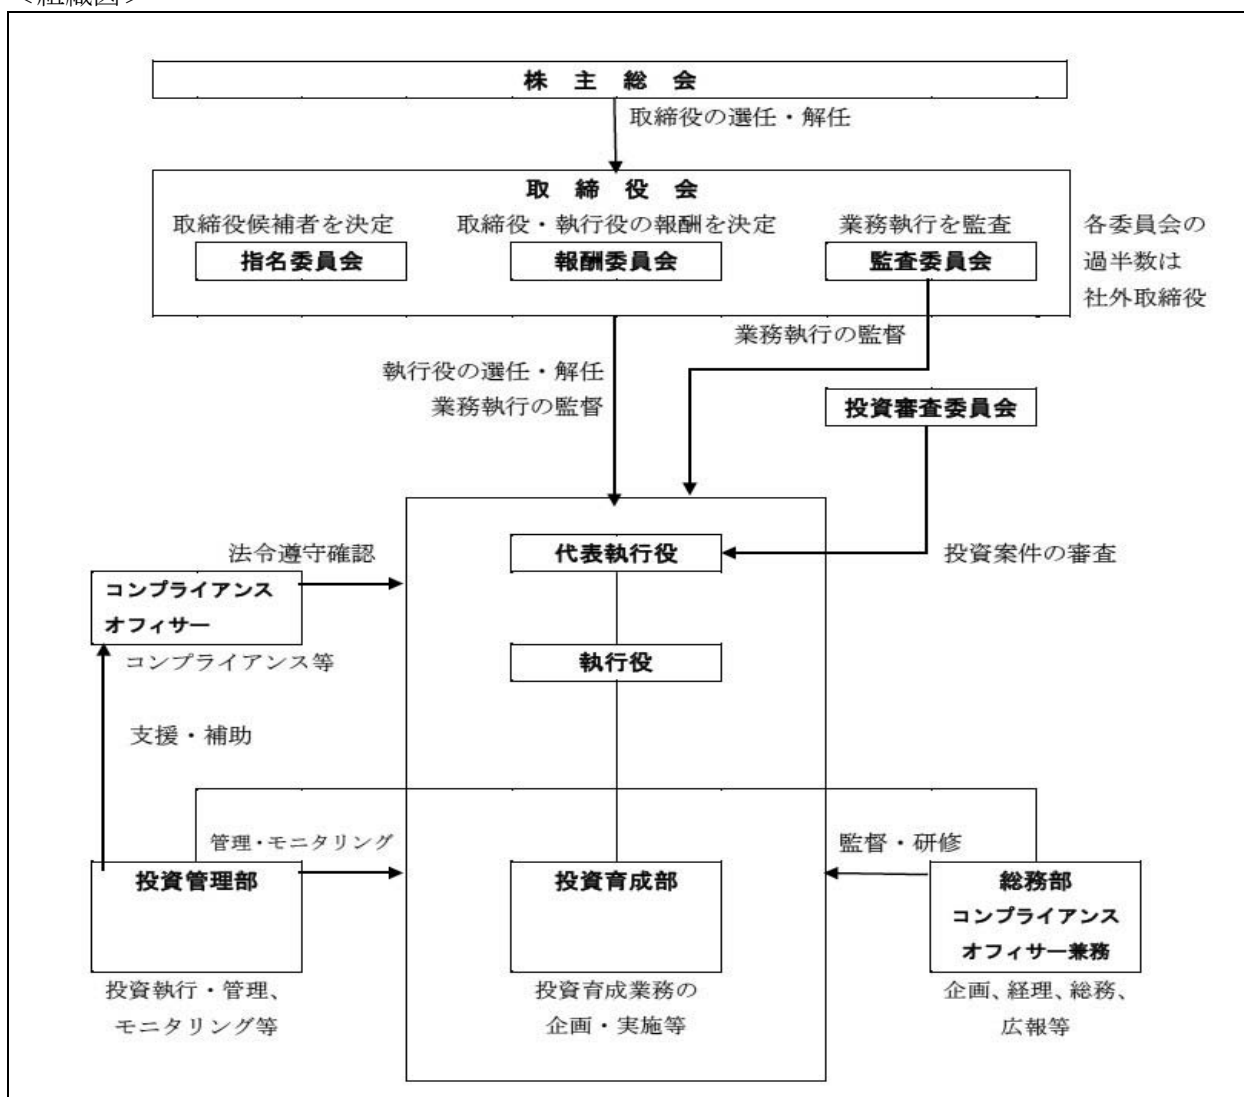 <組織図>
株主総会
取締役の選任・解任
取締役会
取締役候補者を決定
取締役・執行役の報酬を決定
業務執行を監査
指名委員会
報酬委員会
監査委員会
各委員会の
過半数は
社外取締役
業務執行の監督
執行役の選任・解任
業務執行の監督
投資審査委員会
代表執行役
投資案件の審査
法令遵守確認
コンプライアンス
オフィサー
コンプライアンス等
執行役
支援・補助
管理・モニタリング
監督・研修
投資管理部
投資育成部
総務部
コンプライアンス
オフィサー兼務
投資執行・管理、
モニタリング等
投資育成業務の
企画・実施等
企画、経理、総務、
広報等